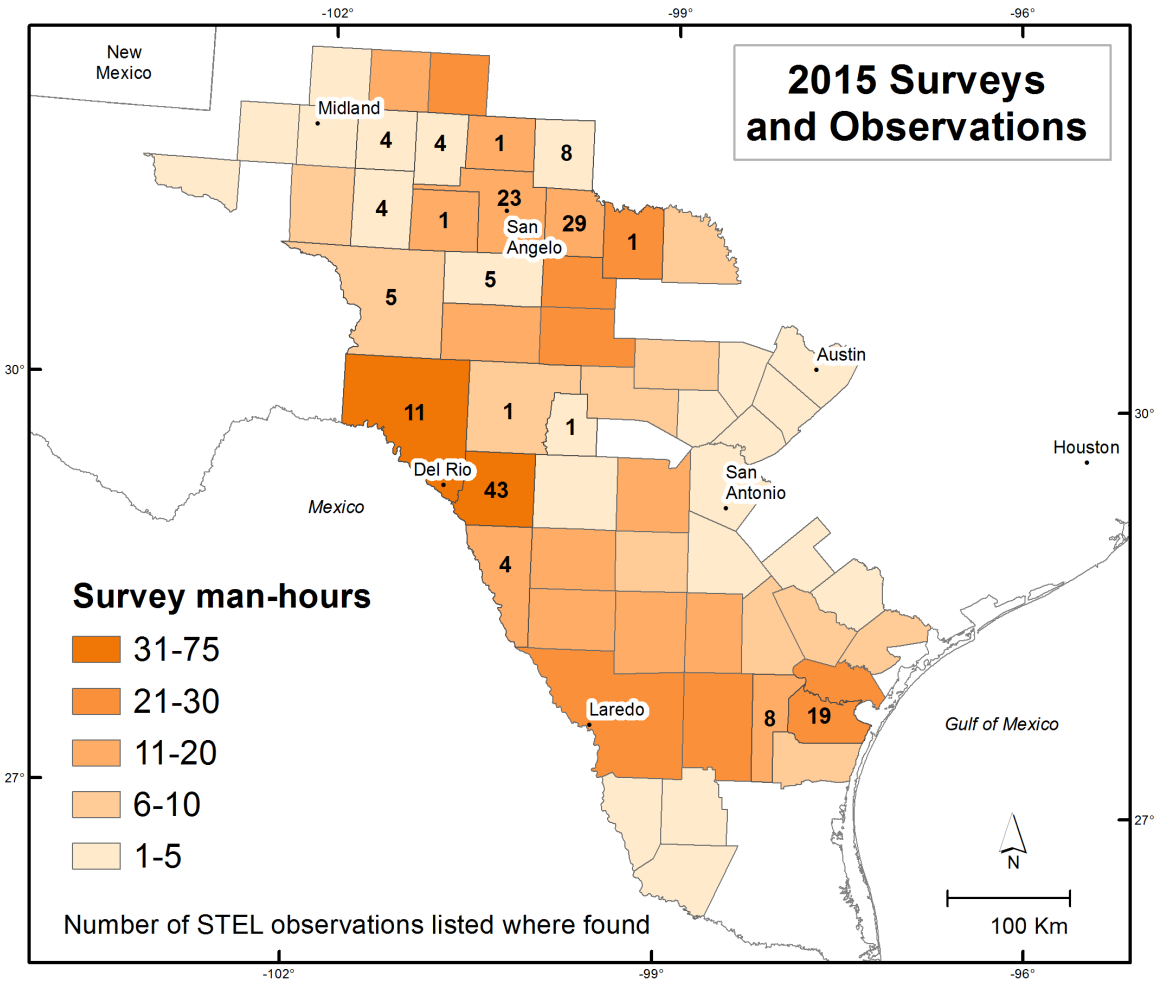 -102°
-99°
-96°
New
Mexico
2015 Surveys
and Observations
Midland
4
4
1
8
4
1
23
29
1
San
Angelo
5
5
Austin
30°
30°
11
1
1
Houston
Del Rio
43
San
Antonio
Mexico
4
Survey man-hours
31-75
21-30
11-20
6-10
1-5
Laredo
8
19
Gulf of Mexico
27°
27°
N
100 Km
Number of STEL observations listed where found
-102°
-99°
-96°